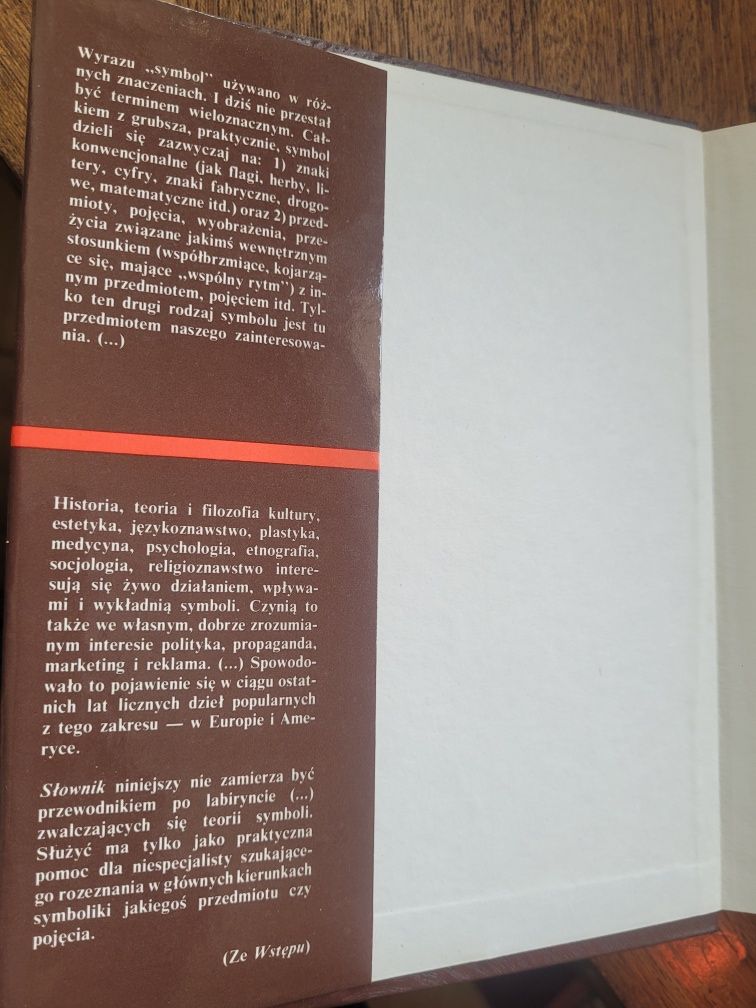 Wyrazu „symbol” używano w róż-
nych znaczeniach. I dziś nie przestał
być terminem wieloznacznym. Cał-
kiem z grubsza, praktycznie, symbol
dzieli się zazwyczaj na: 1) znaki
konwencjonalne (jak flagi, herby, li-
tery, cyfry, znaki fabryczne, drogo-
we, matematyczne itd.) oraz 2) przed-
mioty, pojęcia, wyobrażenia, prze-
życia związane jakimś wewnętrznym
stosunkiem (współbrzmiące, kojarzą-
ce się, mające „wspólny rytm”) z in-
nym przedmiotem, pojęciem itd. Tyl-
ko ten drugi rodzaj symbolu jest tu
przedmiotem naszego zainteresowa-
nia. (...)
Historia, teoria i filozofia kultury,
estetyka, językoznawstwo, plastyka,
medycyna, psychologia, etnografia,
socjologia, religioznawstwo intere-
sują się żywo działaniem, wpływa-
mi i wykładnią symboli. Czynią to
także we własnym, dobrze zrozumia-
nym interesie polityka, propaganda,
marketing i reklama. (...) Spowodo-
wało to pojawienie się w ciągu ostat-
nich lat licznych dzieł popularnych
z tego zakresu — w Europie i Ame-
ryce.
Słownik niniejszy nie zamierza być
przewodnikiem po labiryncie (...)
zwalczających się teorii symboli.
Służyć ma tylko jako praktyczna
pomoc dla niespecjalisty szukające-
go rozeznania w głównych kierunkach
symboliki jakiegoś przedmiotu czy
pojęcia.
(Ze Wstępu)